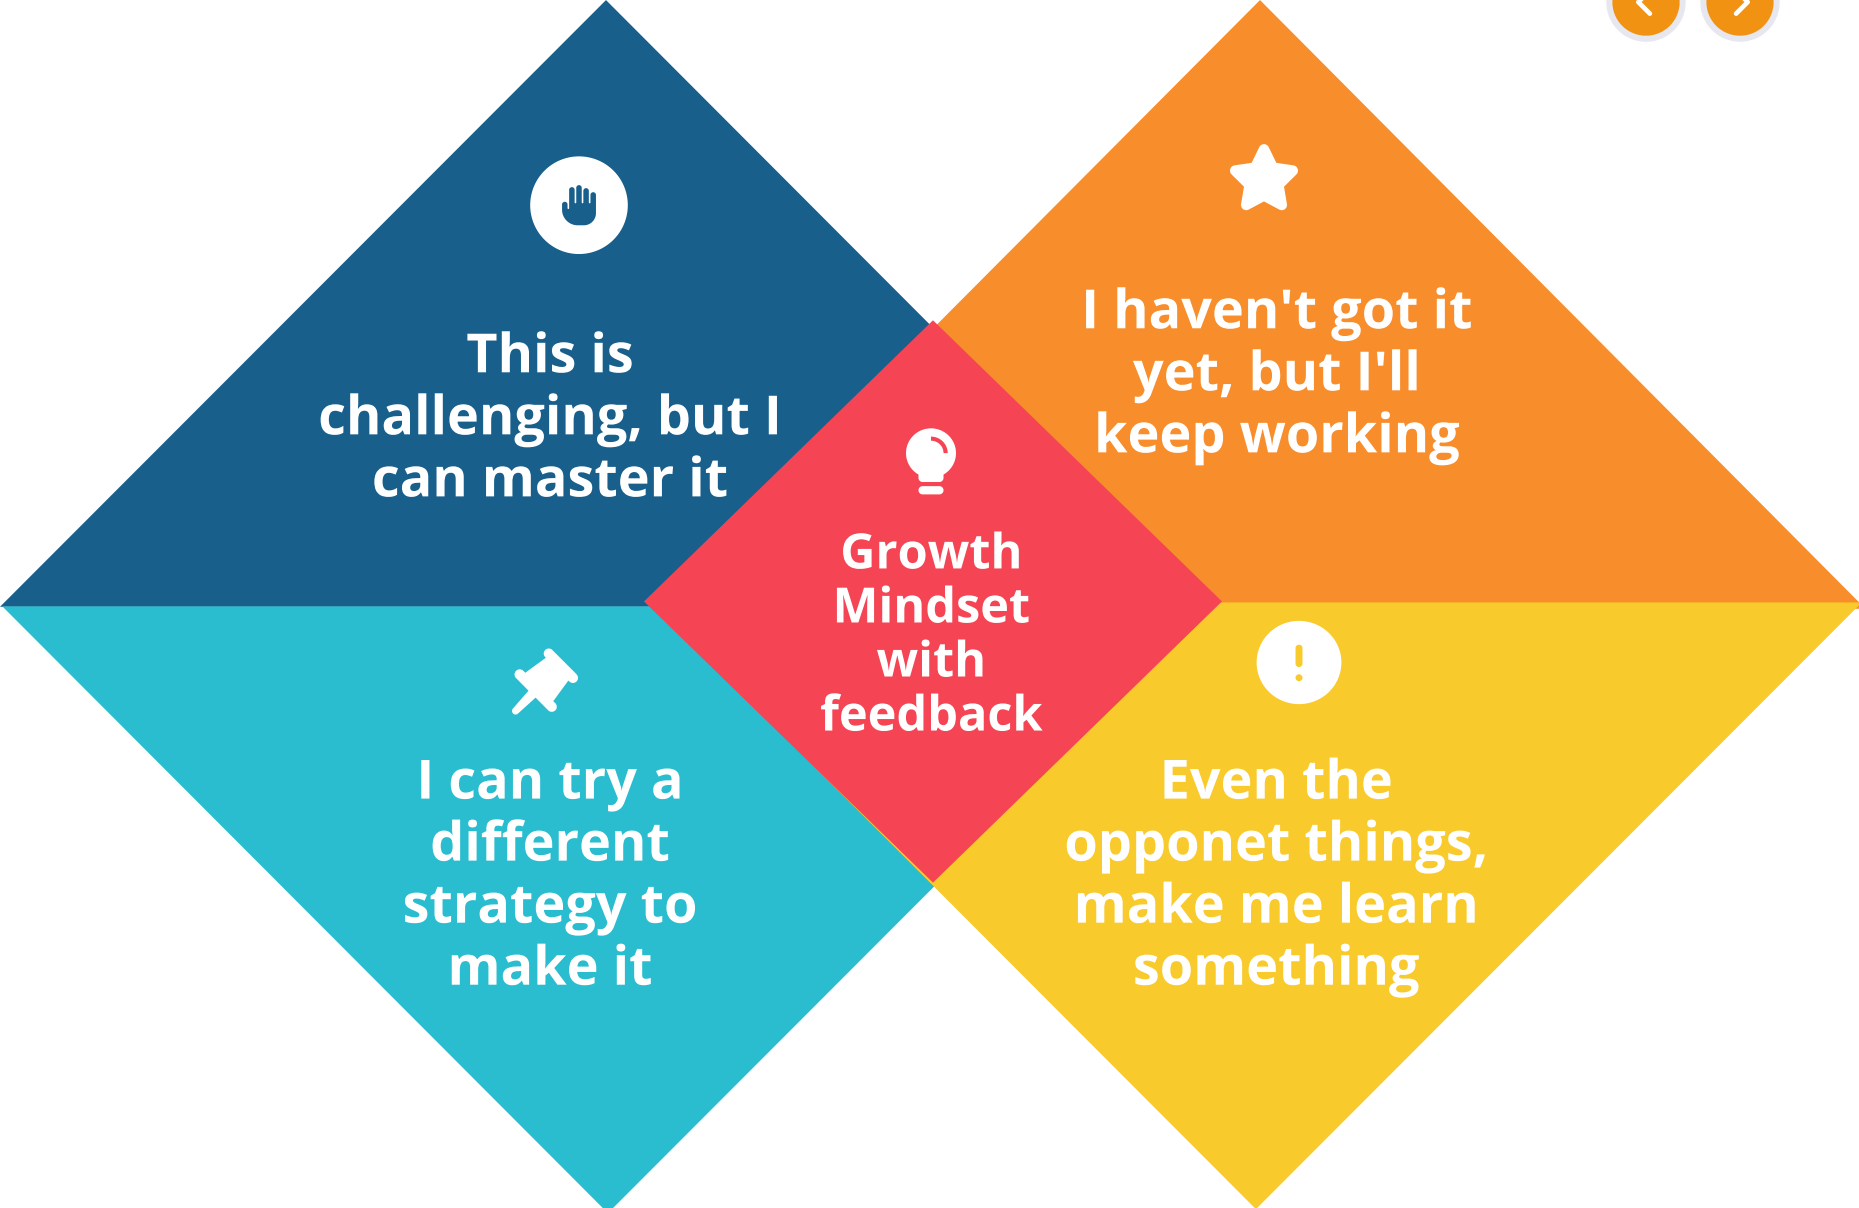 This is
challenging, but I
can master it
I haven't got it
yet, but I'll
keep working
Growth
Mindset
with
feedback
I can try a
different
strategy to
make it
Even the
opponet things,
make me learn
something